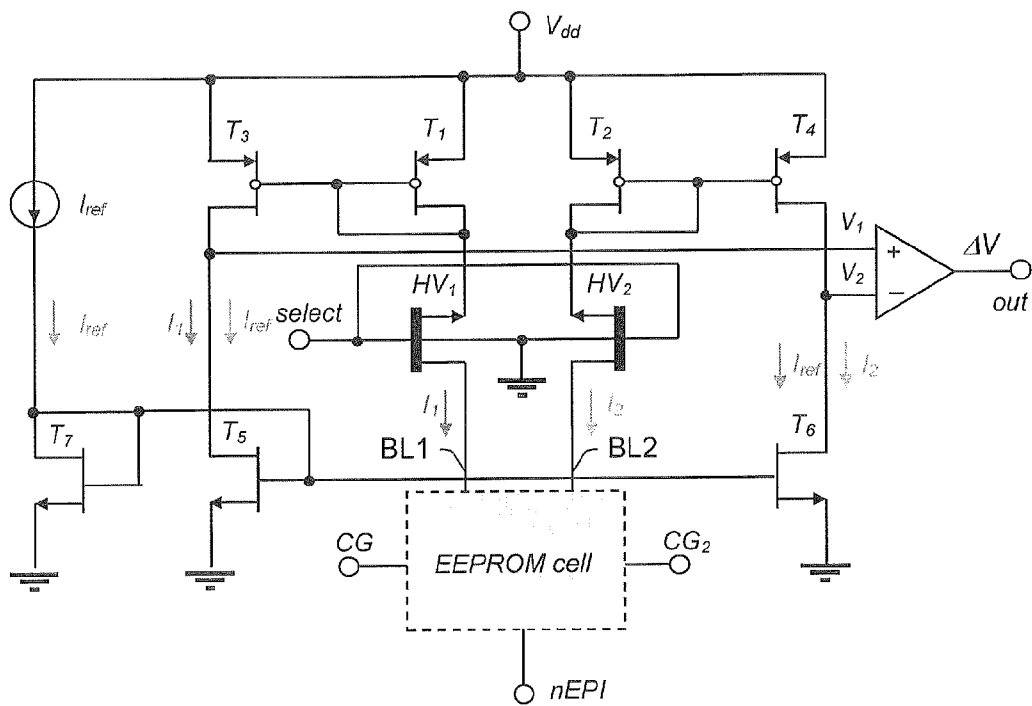 V_dd
T_3
T_1
T_2
T_4
I_ref
V_1
+
ΔV
V_2
−
out
HV_1
HV_2
select
I_ref
I_1
I_ref
I_ref
I_2
I_1
I_2
T_7
T_5
BL1
BL2
T_6
CG
EEPROM cell
CG_2
nEPI